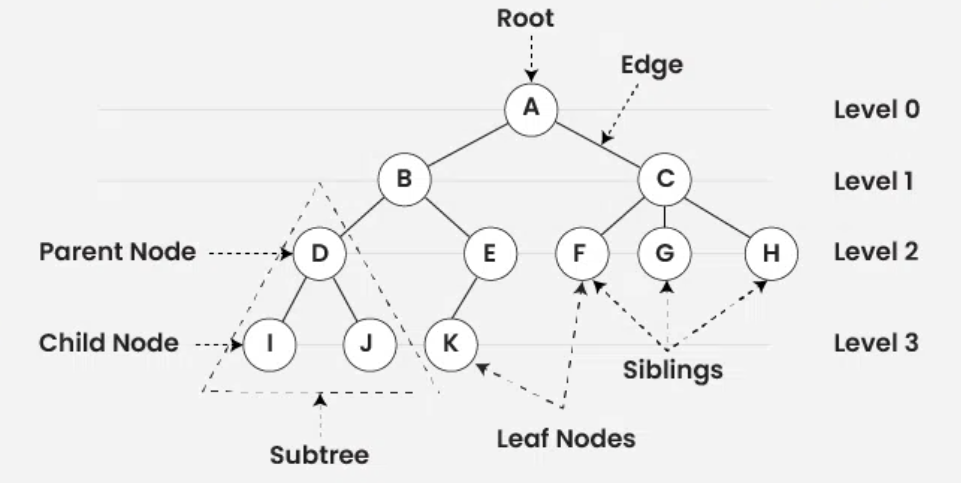 Root
Edge
A
Level 0
B
C
Level 1
Parent Node
D
E
F
G
H
Level 2
Child Node
I
J
K
Level 3
Siblings
Leaf Nodes
Subtree